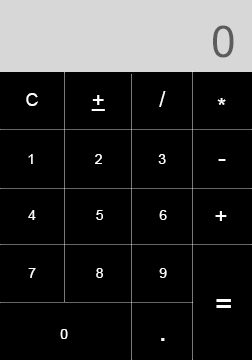 0
C ± / *
1 2 3 -
4 5 6 +
7 8 9
0 . =